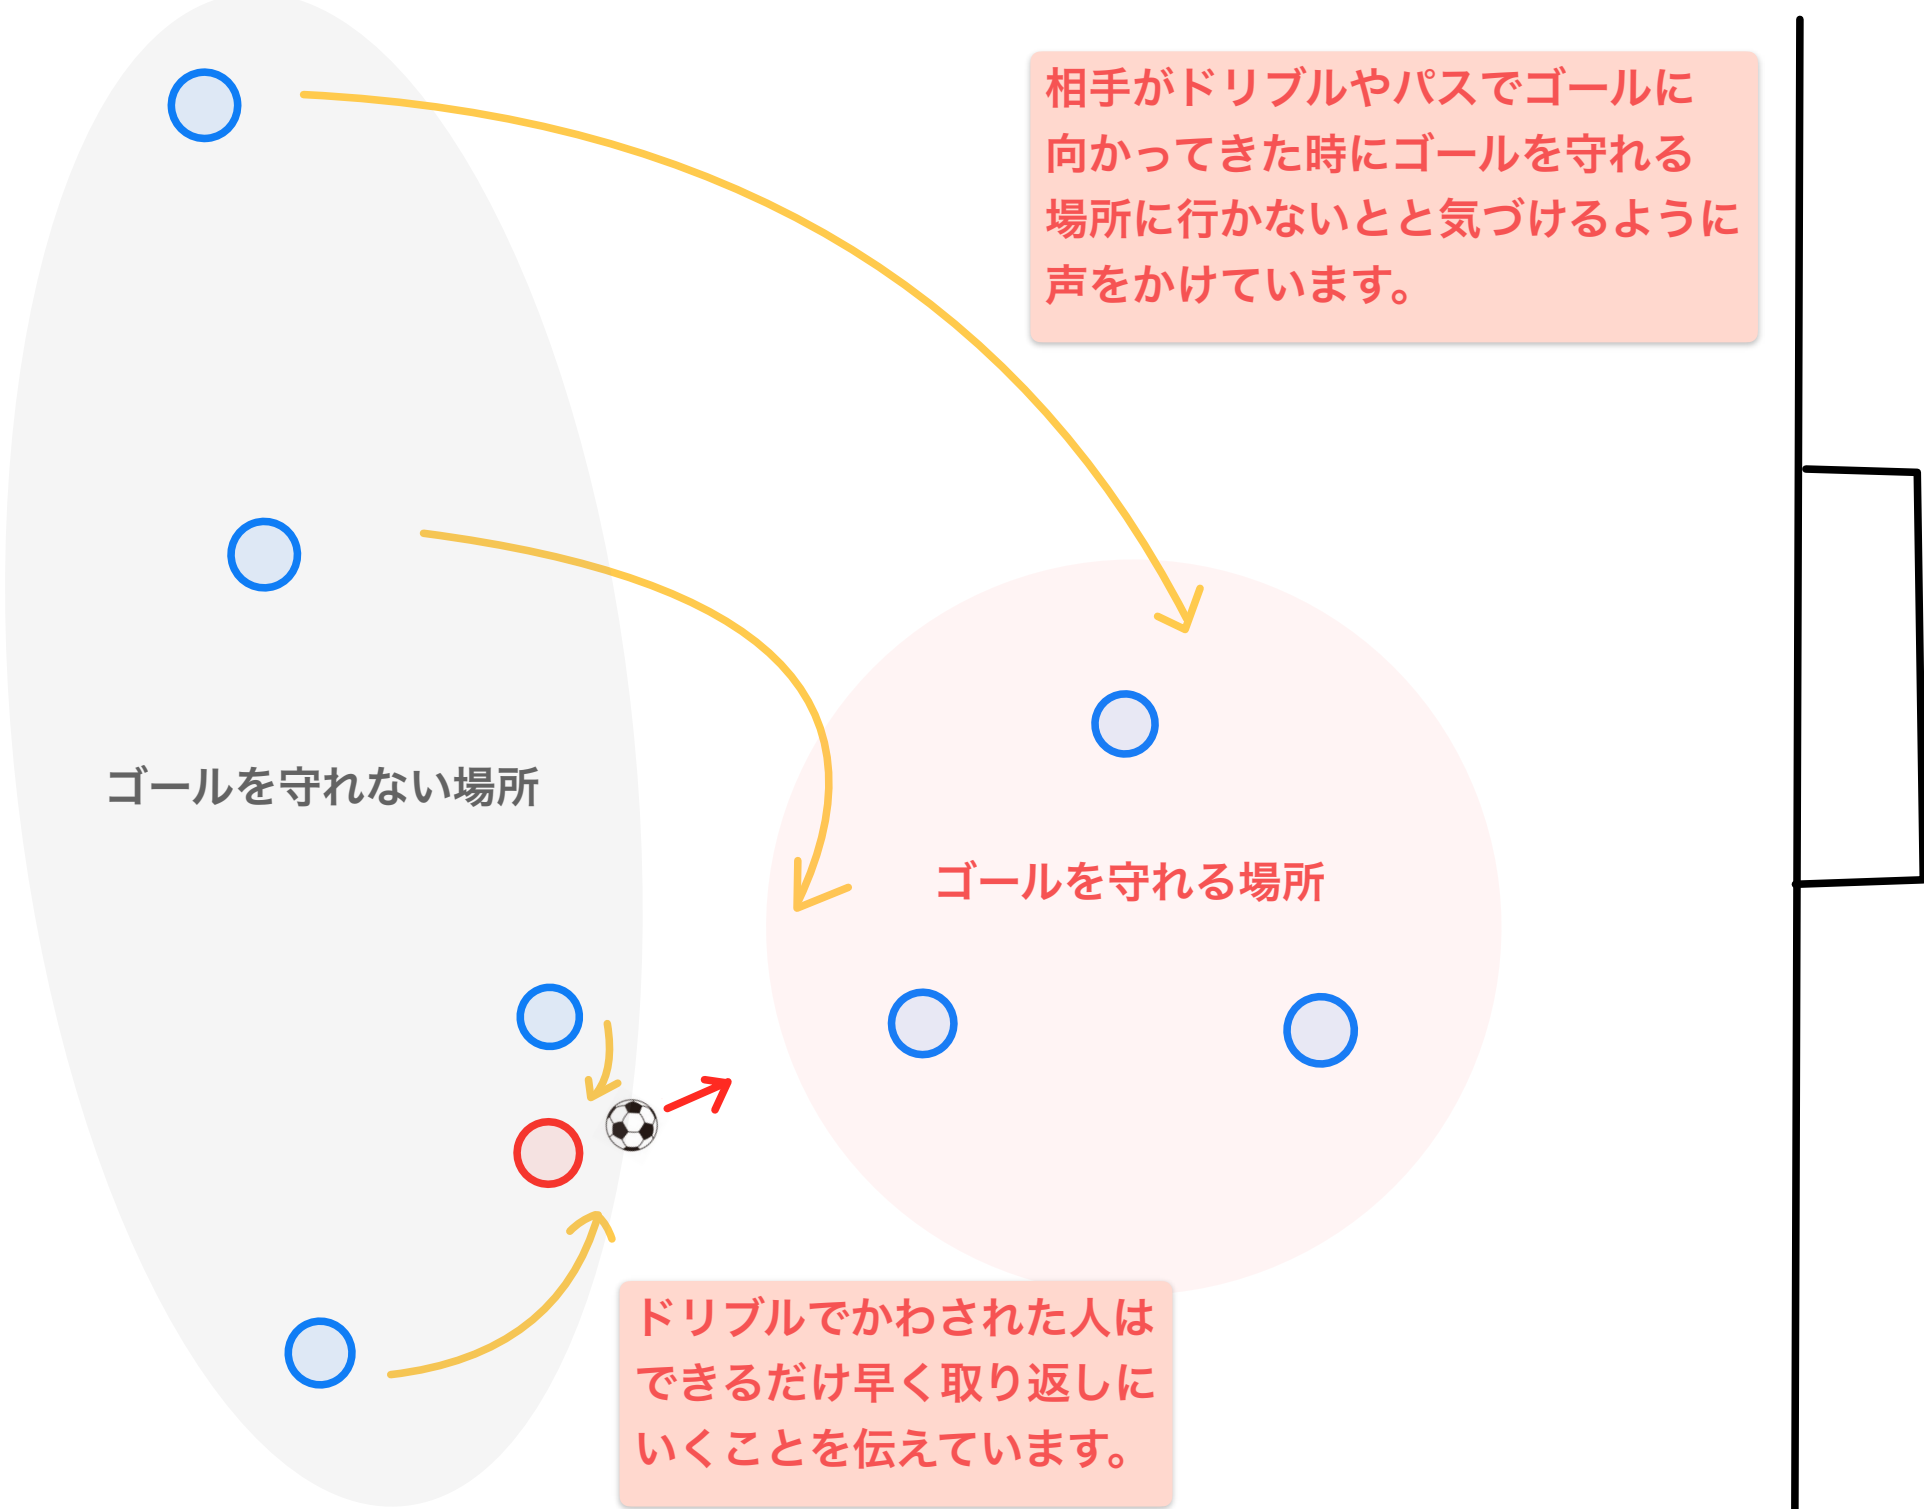 相手がドリブルやパスでゴールに
向かってきた時にゴールを守れる
場所に行かないとと気づけるように
声をかけています。
ゴールを守れない場所
ゴールを守れる場所
ドリブルでかわされた人は
できるだけ早く取り返しに
いくことを伝えています。